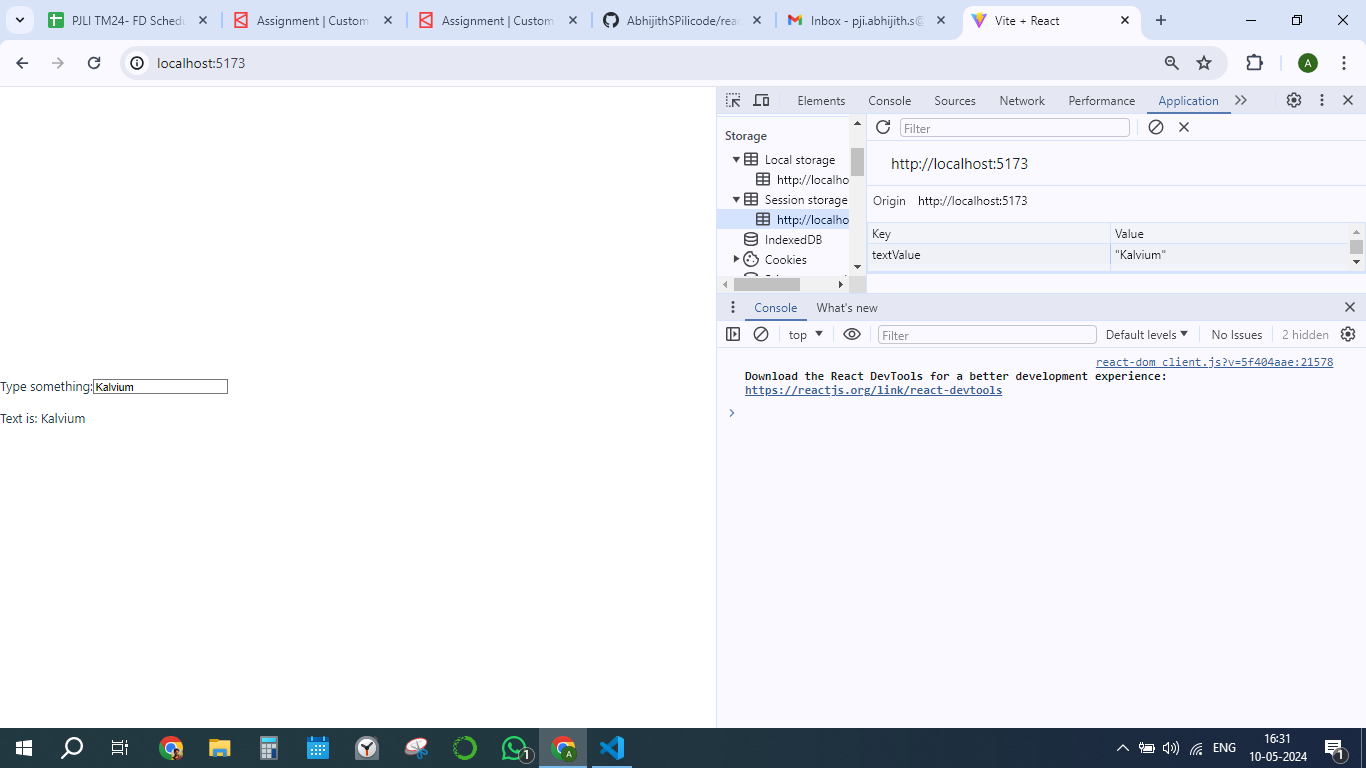 PJLI TM24- FD Schedu
Assignment | Custom
Assignment | Custom
AbhijithSPilicode/rea
Inbox - pji.abhijith.s@
Vite + React
localhost:5173
A
Elements
Console
Sources
Network
Performance
Application
Storage
Local storage
http://localho
Session storage
http://localho
IndexedDB
Cookies
Filter
http://localhost:5173
Origin http://localhost:5173
Key Value
textValue "Kalvium"
Console
What's new
top
Filter
Default levels
No Issues
2 hidden
react-dom client.js?v=5f404aae:21578
Download the React DevTools for a better development experience:
https://reactjs.org/link/react-devtools
Type something: Kalvium
Text is: Kalvium
1
A
ENG
16:31
10-05-2024
1